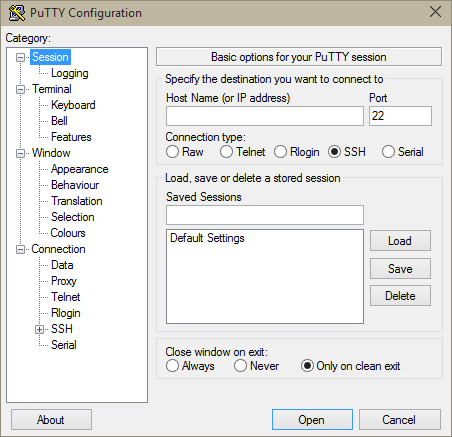 PuTTY Configuration
Category:
Session
Logging
Terminal
Keyboard
Bell
Features
Window
Appearance
Behaviour
Translation
Selection
Colours
Connection
Data
Proxy
Telnet
Rlogin
SSH
Serial
Basic options for your PuTTY session
Specify the destination you want to connect to
Host Name (or IP address) Port
22
Connection type:
Raw Telnet Rlogin SSH Serial
Load, save or delete a stored session
Saved Sessions
Default Settings
Load
Save
Delete
Close window on exit:
Always Never Only on clean exit
About Open Cancel